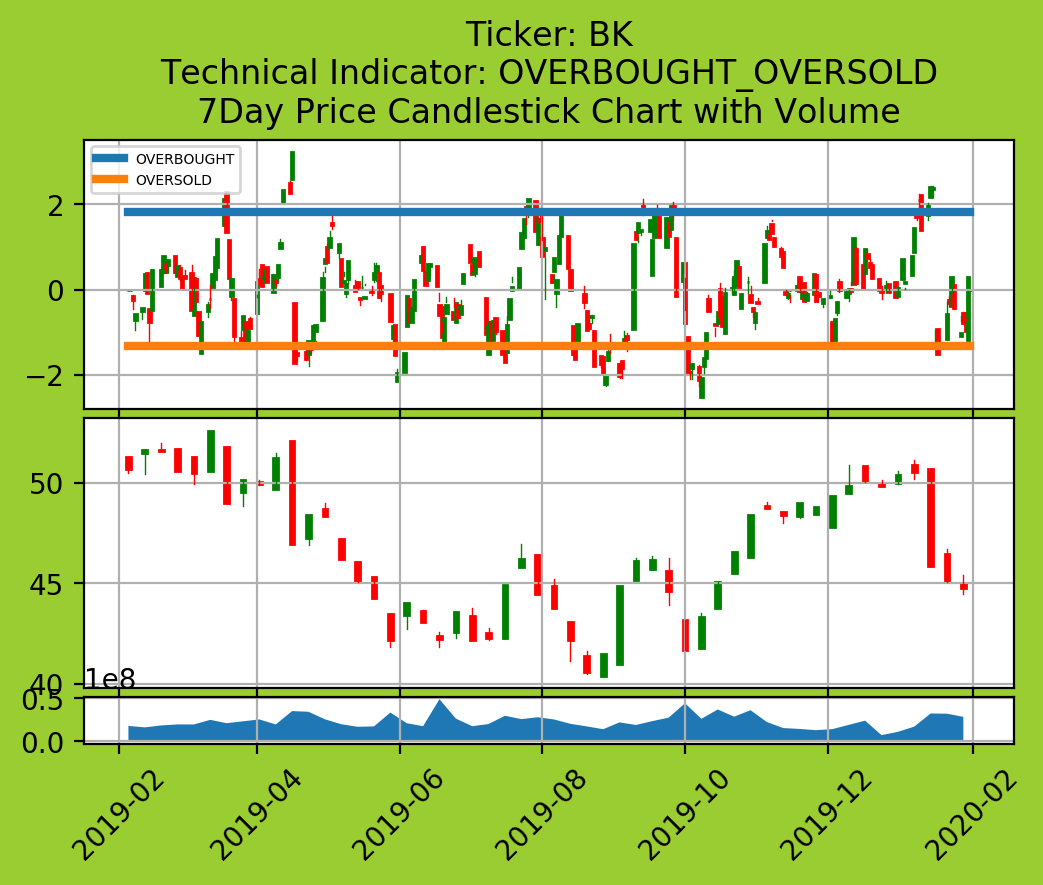 Ticker: BK
Technical Indicator: OVERBOUGHT_OVERSOLD
7Day Price Candlestick Chart with Volume
OVERBOUGHT
OVERSOLD
2
0
−2
50
45
40
1e8
0.5
0.0
2019-02
2019-04
2019-06
2019-08
2019-10
2019-12
2020-02